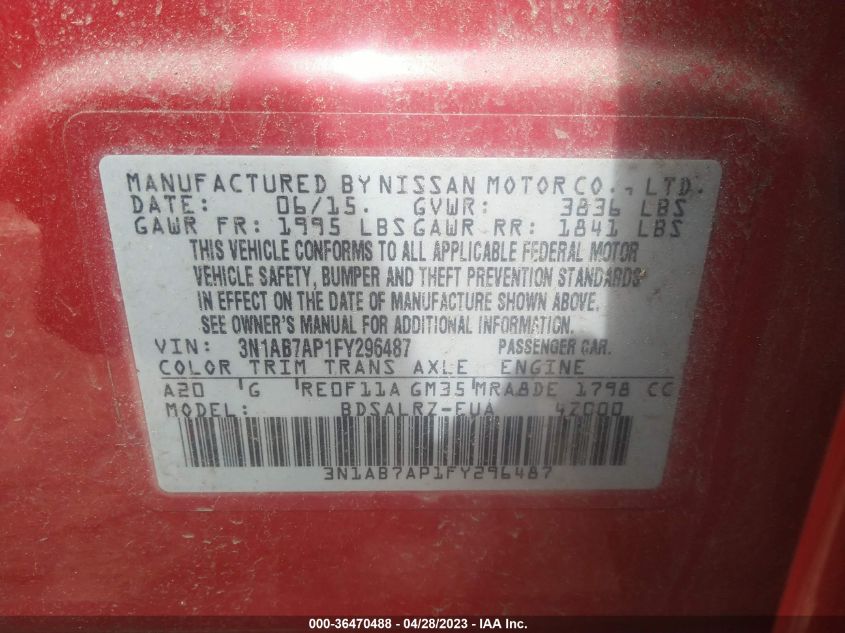 MANUFACTURED BY NISSAN MOTOR CO., LTD.
DATE: 06/15. GVWR: 3836 LBS
GAWR FR: 1995 LBS GAWR RR: 1841 LBS
THIS VEHICLE CONFORMS TO ALL APPLICABLE FEDERAL MOTOR
VEHICLE SAFETY, BUMPER AND THEFT PREVENTION STANDARDS
IN EFFECT ON THE DATE OF MANUFACTURE SHOWN ABOVE.
SEE OWNER'S MANUAL FOR ADDITIONAL INFORMATION.
VIN: 3N1AB7AP1FY296487 PASSENGER CAR.
COLOR TRIM TRANS AXLE ENGINE
A20 G RE0F11A GM35 MRA8DE 1798 CC
MODEL: BDSALRZ-EUA 4Z000
3N1AB7AP1FY296487
000-36470488 - 04/28/2023 - IAA Inc.